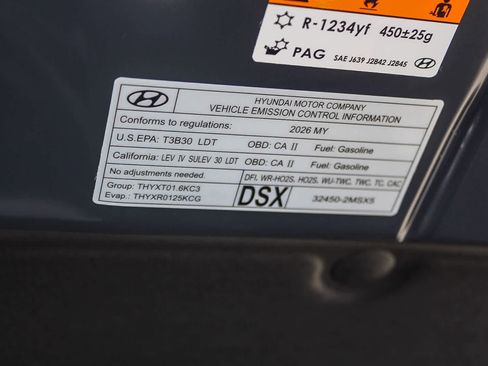 R-1234yf 450±25g
PAG SAE J639 J2842 J2845
HYUNDAI MOTOR COMPANY
VEHICLE EMISSION CONTROL INFORMATION
Conforms to regulations: 2026 MY
U.S.EPA: T3B30 LDT OBD: CA II Fuel: Gasoline
California: LEV IV SULEV 30 LDT OBD: CA II Fuel: Gasoline
No adjustments needed. DFI, WR-HO2S, HO2S, WU-TWC, TWC, TC, CAC
Group: THYXT01.6KC3
Evap.: THYXR0125KCG
DSX
32450-2MSX5